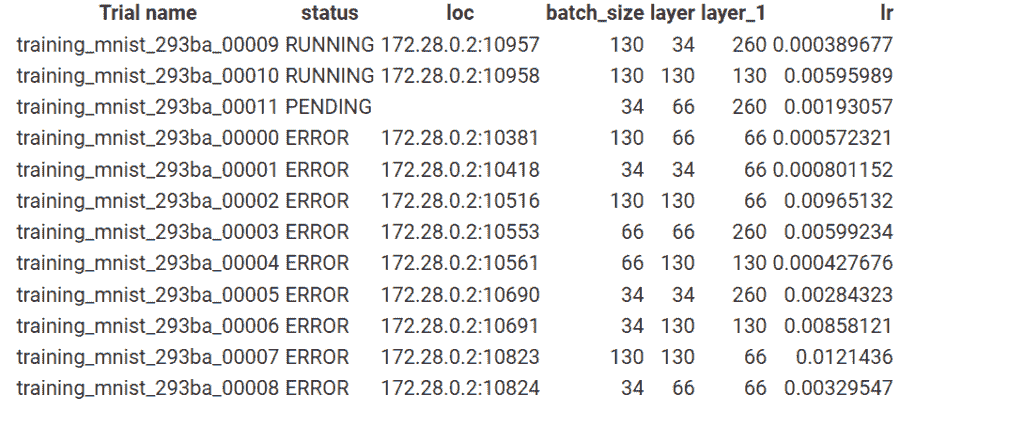 Trial name status loc batch_size layer layer_1 lr
training_mnist_293ba_00009 RUNNING 172.28.0.2:10957 130 34 260 0.000389677
training_mnist_293ba_00010 RUNNING 172.28.0.2:10958 130 130 130 0.00595989
training_mnist_293ba_00011 PENDING 34 66 260 0.00193057
training_mnist_293ba_00000 ERROR 172.28.0.2:10381 130 66 66 0.000572321
training_mnist_293ba_00001 ERROR 172.28.0.2:10418 34 34 66 0.000801152
training_mnist_293ba_00002 ERROR 172.28.0.2:10516 130 130 66 0.00965132
training_mnist_293ba_00003 ERROR 172.28.0.2:10553 66 66 260 0.00599234
training_mnist_293ba_00004 ERROR 172.28.0.2:10561 66 130 130 0.000427676
training_mnist_293ba_00005 ERROR 172.28.0.2:10690 34 34 260 0.00284323
training_mnist_293ba_00006 ERROR 172.28.0.2:10691 34 130 130 0.00858121
training_mnist_293ba_00007 ERROR 172.28.0.2:10823 130 130 66 0.0121436
training_mnist_293ba_00008 ERROR 172.28.0.2:10824 34 66 66 0.00329547